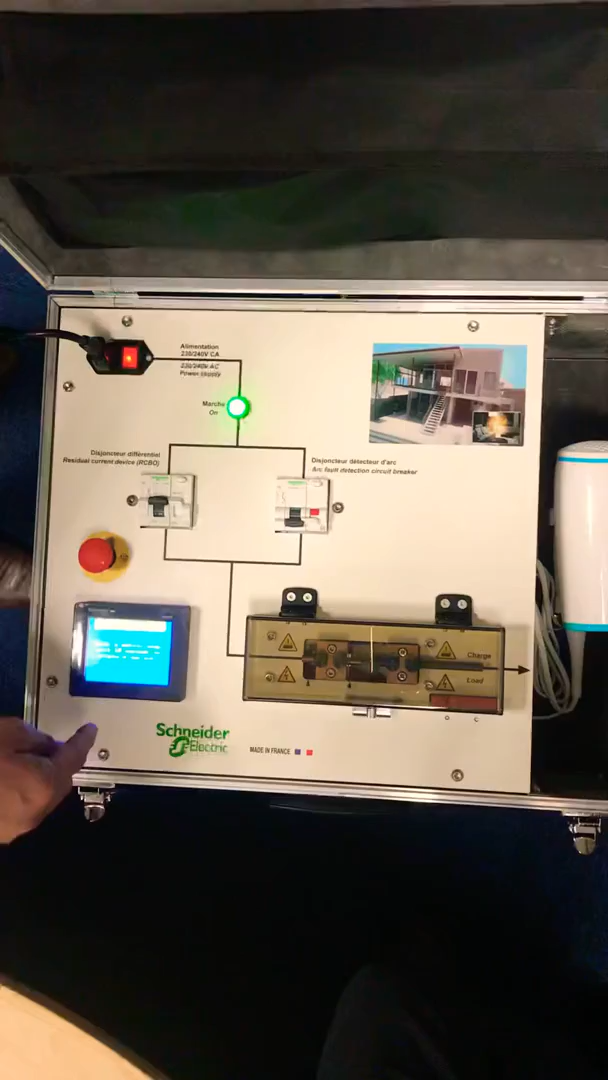 Alimentation
230/240V CA
230/240V AC
Power supply
Marche
On
Disjoncteur différentiel
Residual current device (RCBO)
Disjoncteur détecteur d'arc
Arc fault detection circuit breaker
Charge
Load
Schneider
Electric
MADE IN FRANCE